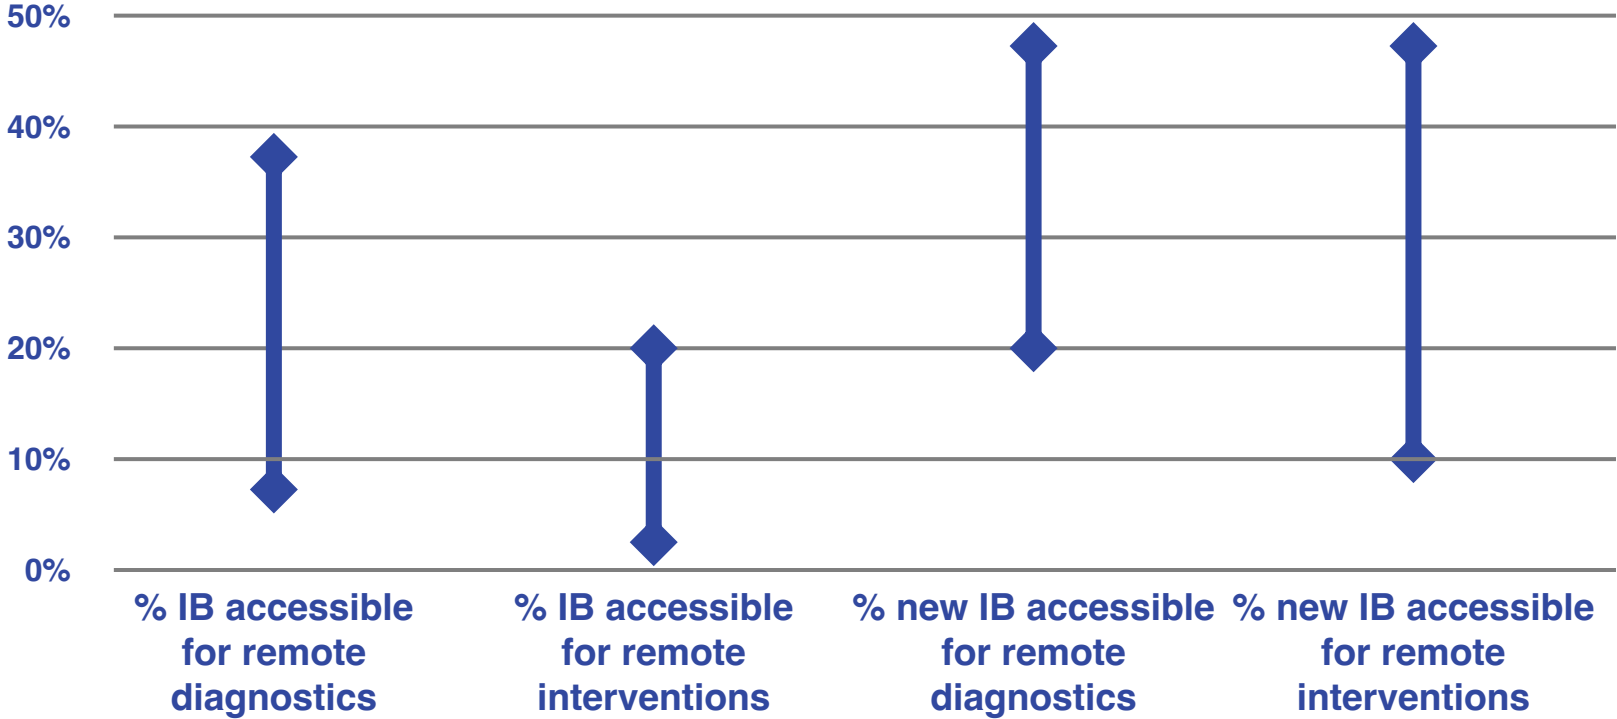 50%
40%
30%
20%
10%
0%
% IB accessible
for remote
diagnostics
% IB accessible
for remote
interventions
% new IB accessible
for remote
diagnostics
% new IB accessible
for remote
interventions